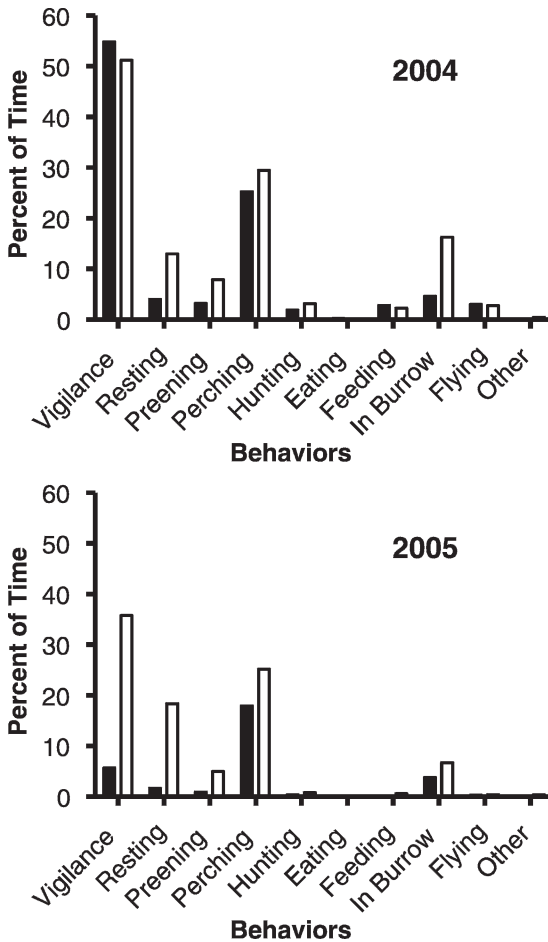 60
50
40
30
20
10
0
Percent of Time
2004
Vigilance
Resting
Preening
Perching
Hunting
Eating
Feeding
In Burrow
Flying
Other
Behaviors
60
50
40
30
20
10
0
Percent of Time
2005
Vigilance
Resting
Preening
Perching
Hunting
Eating
Feeding
In Burrow
Flying
Other
Behaviors